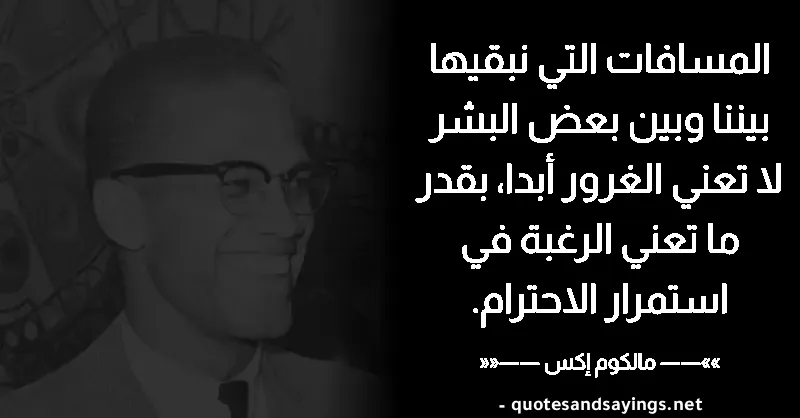 المسافات التي نبقيها
بيننا وبين بعض البشر
لا تعني الغرور أبدا، بقدر
ما تعني الرغبة في
استمرار الاحترام.
»»—— مالكوم إكس ——««
- quotesandsayings.net